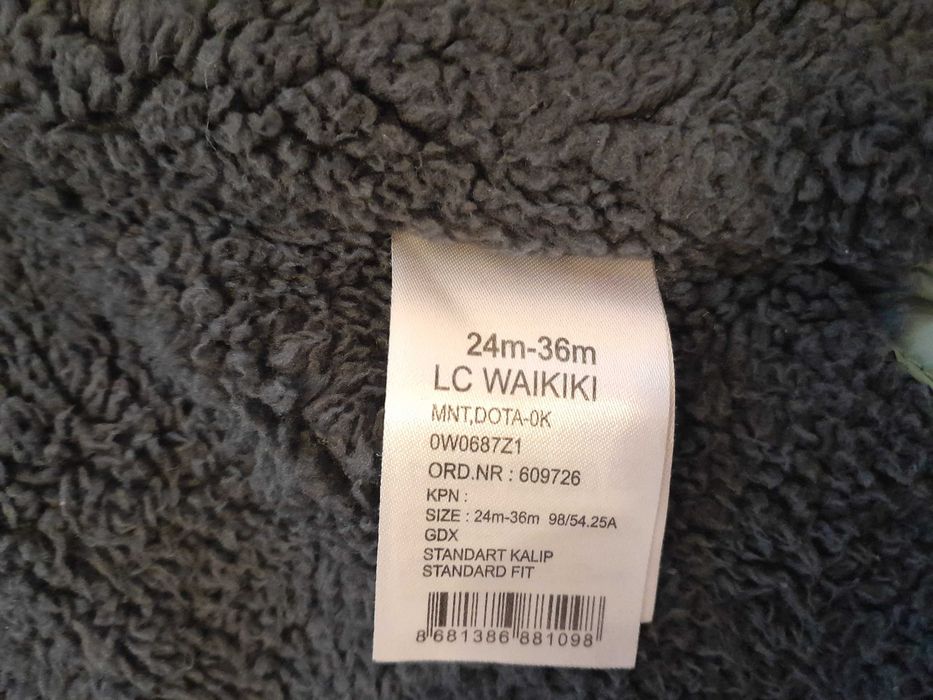 24m-36m
LC WAIKIKI
MNT,DOTA-0K
0W0687Z1
ORD.NR : 609726
KPN :
SIZE : 24m-36m 98/54.25A
GDX
STANDART KALIP
STANDARD FIT
8 681386 881098